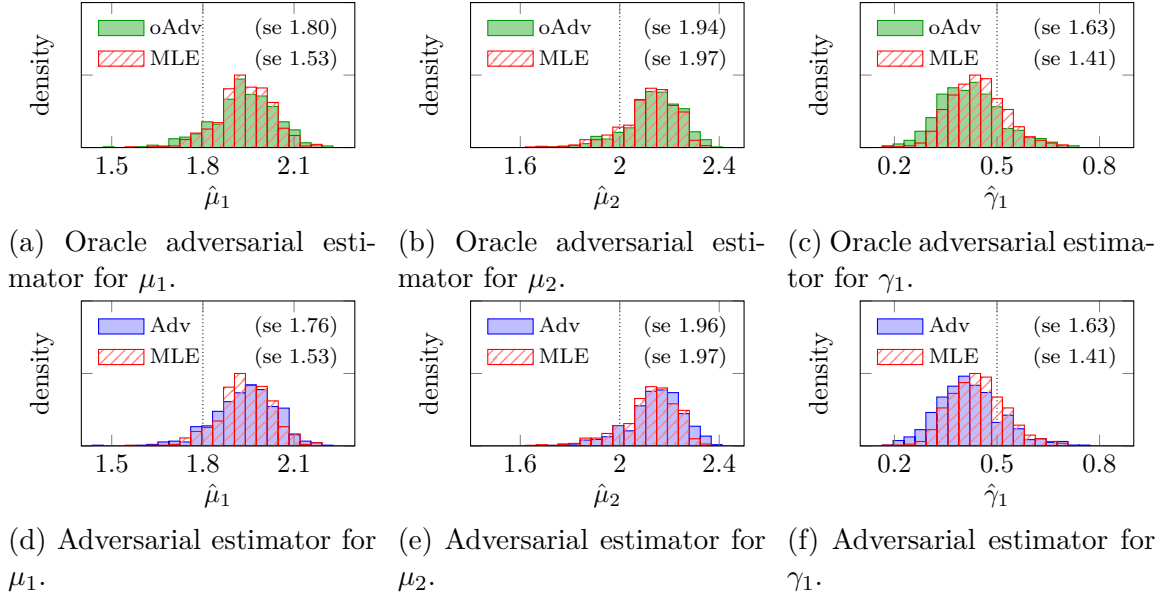 density
oAdv (se 1.80)
MLE (se 1.53)
1.5 1.8 2.1
μ̂₁
density
oAdv (se 1.94)
MLE (se 1.97)
1.6 2 2.4
μ̂₂
density
oAdv (se 1.63)
MLE (se 1.41)
0.2 0.5 0.8
γ̂₁
(a) Oracle adversarial esti-
mator for μ₁.
(b) Oracle adversarial esti-
mator for μ₂.
(c) Oracle adversarial estima-
tor for γ₁.
density
Adv (se 1.76)
MLE (se 1.53)
1.5 1.8 2.1
μ̂₁
density
Adv (se 1.96)
MLE (se 1.97)
1.6 2 2.4
μ̂₂
density
Adv (se 1.63)
MLE (se 1.41)
0.2 0.5 0.8
γ̂₁
(d) Adversarial estimator for
μ₁.
(e) Adversarial estimator for
μ₂.
(f) Adversarial estimator for
γ₁.